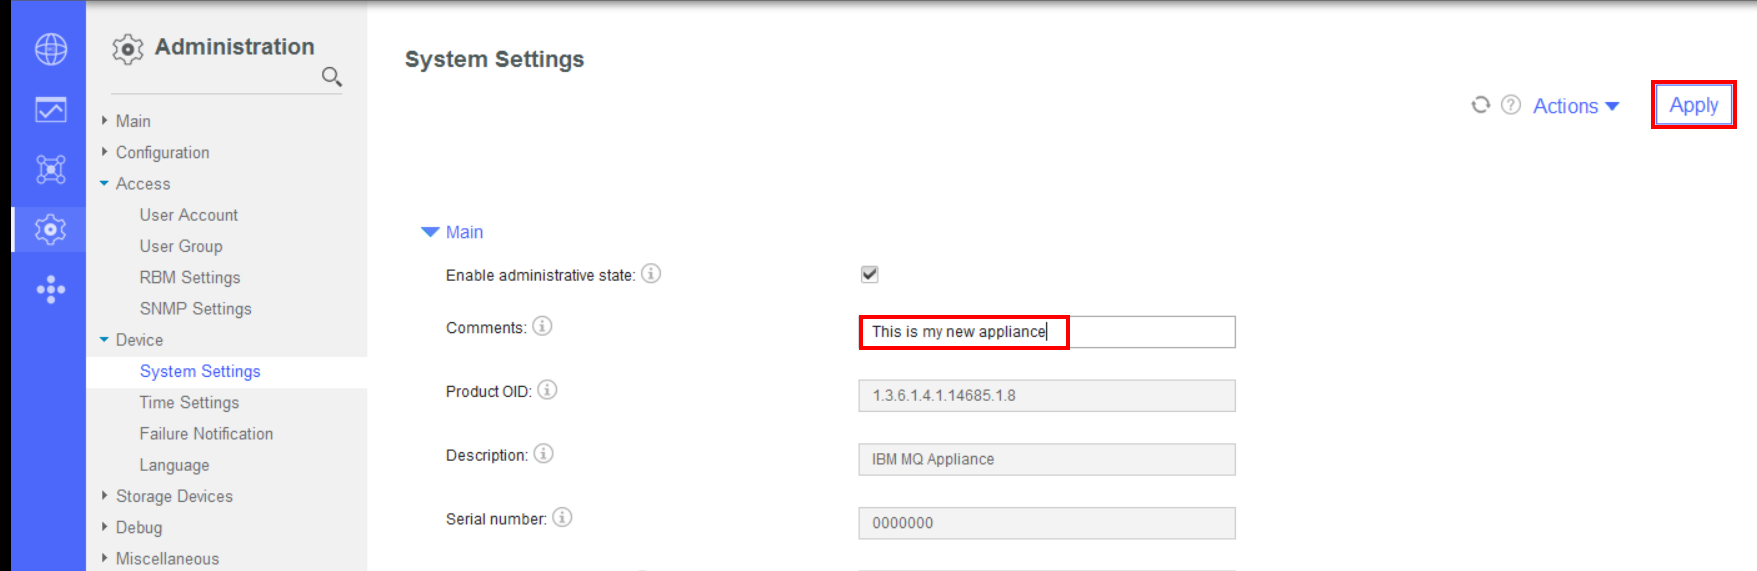 Administration
Main
Configuration
Access
User Account
User Group
RBM Settings
SNMP Settings
Device
System Settings
Time Settings
Failure Notification
Language
Storage Devices
Debug
Miscellaneous
System Settings
Actions
Apply
Main
Enable administrative state:
Comments: This is my new appliance
Product OID: 1.3.6.1.4.1.14685.1.8
Description: IBM MQ Appliance
Serial number: 0000000